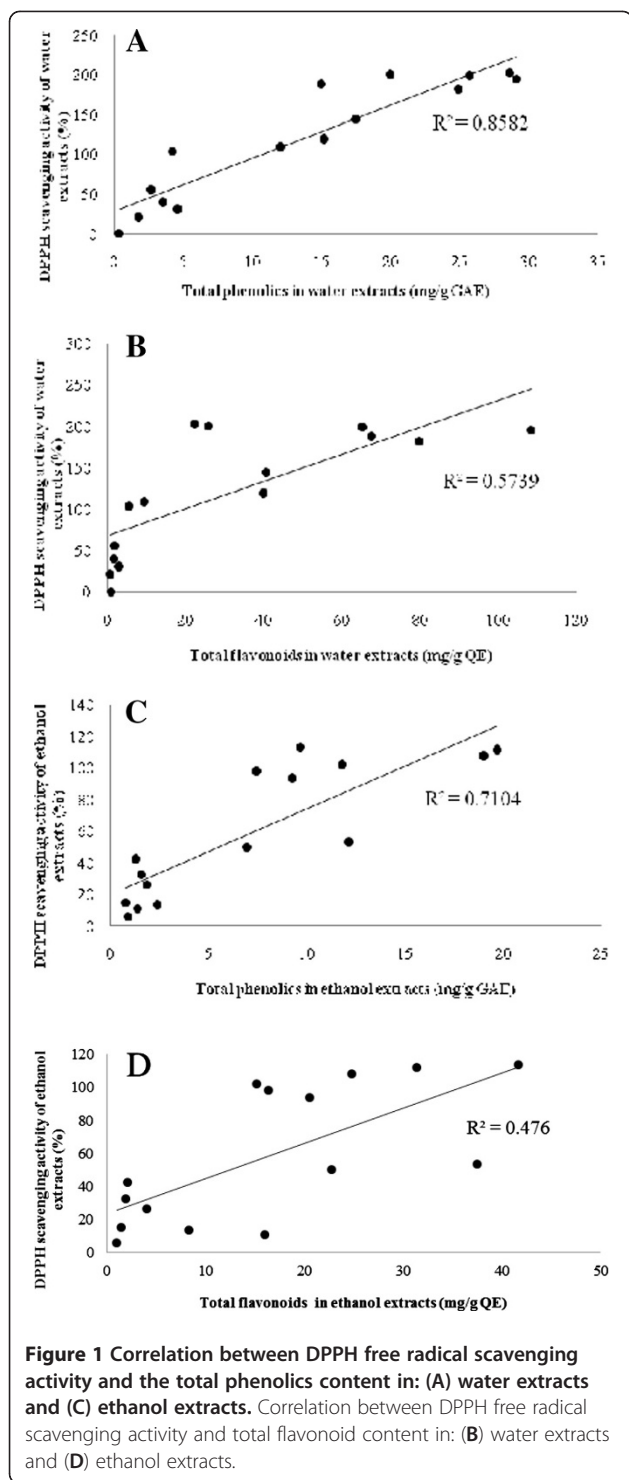 A
250
200
150
100
50
0
DPPH scavenging activity of water
extracts (%)
R² = 0.8582
0 5 10 15 20 25 30 35
Total phenolics in water extracts (mg/g GAE)
B
300
250
200
150
100
50
0
DPPH scavenging activity of water
extracts (%)
R² = 0.5739
0 20 40 60 80 100 120
Total flavonoids in water extracts (mg/g QE)
C
140
120
100
80
60
40
20
0
DPPH scavenging activity of ethanol
extracts (%)
R² = 0.7104
0 5 10 15 20 25
Total phenolics in ethanol extracts (mg/g GAE)
D
120
100
80
60
40
20
0
DPPH scavenging activity of ethanol
extracts (%)
R² = 0.476
0 10 20 30 40 50
Total flavonoids in ethanol extracts (mg/g QE)
Figure 1 Correlation between DPPH free radical scavenging
activity and the total phenolics content in: (A) water extracts
and (C) ethanol extracts. Correlation between DPPH free radical
scavenging activity and total flavonoid content in: (B) water extracts
and (D) ethanol extracts.